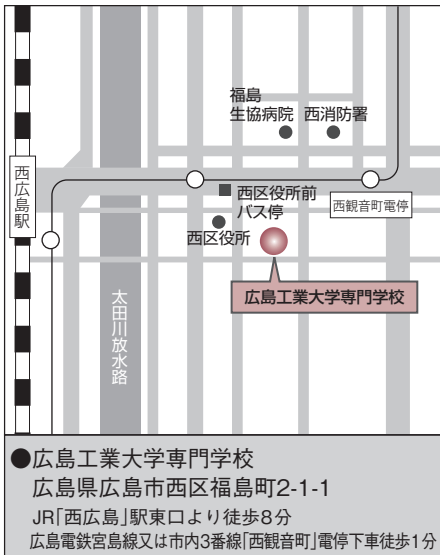 福島
生協病院
西消防署
西広島駅
西区役所前
バス停
西観音町電停
西区役所
広島工業大学専門学校
太田川放水路
●広島工業大学専門学校
広島県広島市西区福島町2-1-1
JR「西広島」駅東口より徒歩8分
広島電鉄宮島線又は市内3番線「西観音町」電停下車徒歩1分